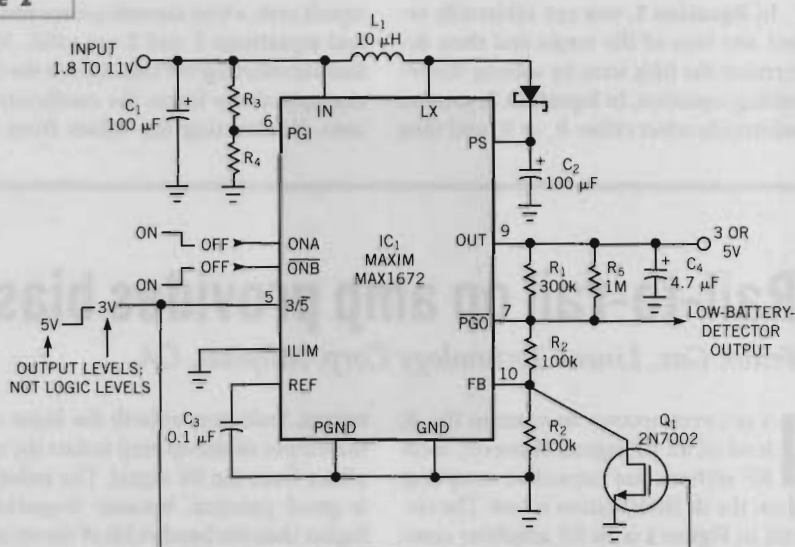 L₁
10 µH
INPUT
1.8 TO 11V
C₁
100 µF
R₃
R₄
IN
LX
6
PGI
PS
C₂
100 µF
ON
OFF
ONA
ON
OFF
ONB
IC₁
MAXIM
MAX1672
OUT
9
3 OR
5V
R₁
300k
R₅
1M
C₄
4.7 µF
5V
3V
5
3/5
PGO
7
LOW-BATTERY-
DETECTOR
OUTPUT
OUTPUT LEVELS;
NOT LOGIC LEVELS
ILIM
R₂
100k
REF
FB
10
C₃
0.1 µF
R₂
100k
Q₁
2N7002
PGND
GND